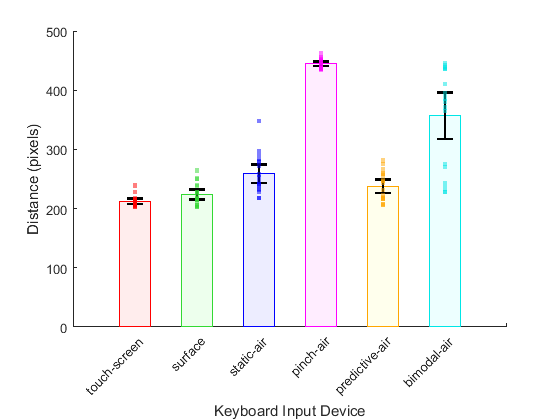 500
400
300
200
100
0
Distance (pixels)
touch-screen
surface
static-air
pinch-air
predictive-air
bimodal-air
Keyboard Input Device